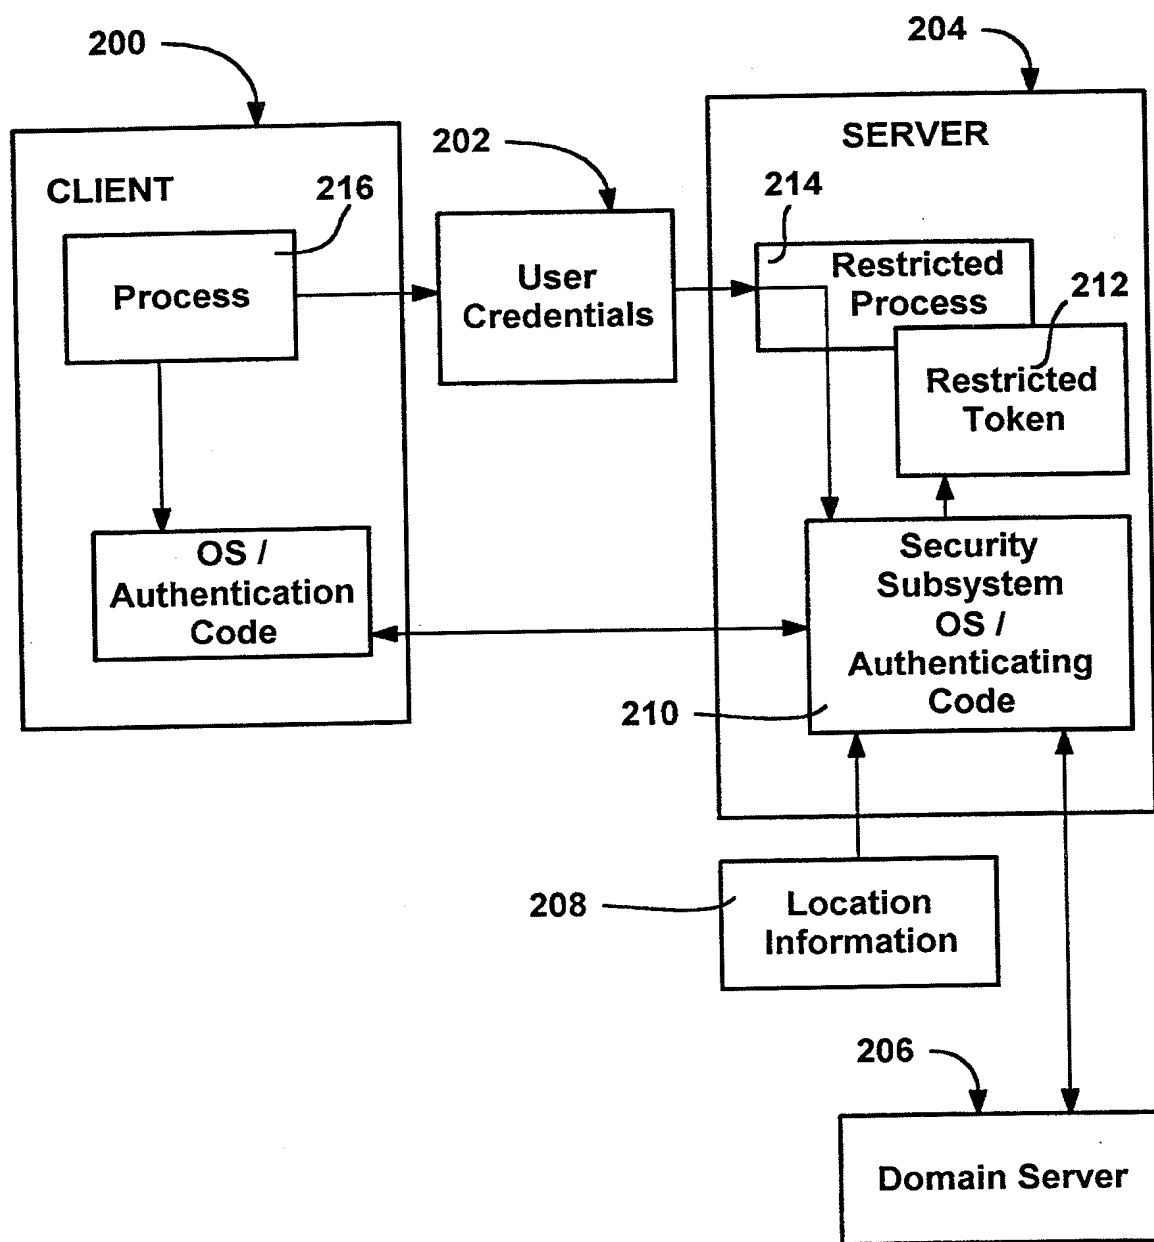 200
204
202
SERVER
CLIENT
216
214
Restricted
Process
212
Process
User
Credentials
Restricted
Token
OS /
Authentication
Code
Security
Subsystem
OS /
Authenticating
Code
210
208
Location
Information
206
Domain Server